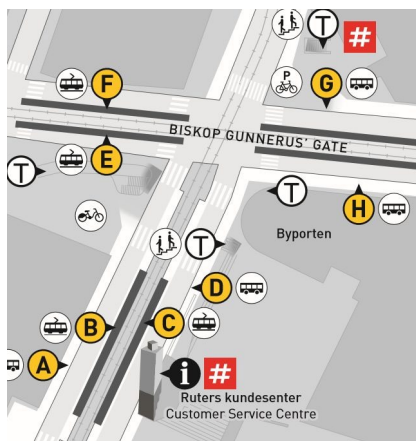 T #
F
P
G
BISKOP GUNNERUS' GATE
E
T
T
H
T
Byporten
D
B
C
A
i #
Ruters kundesenter
Customer Service Centre